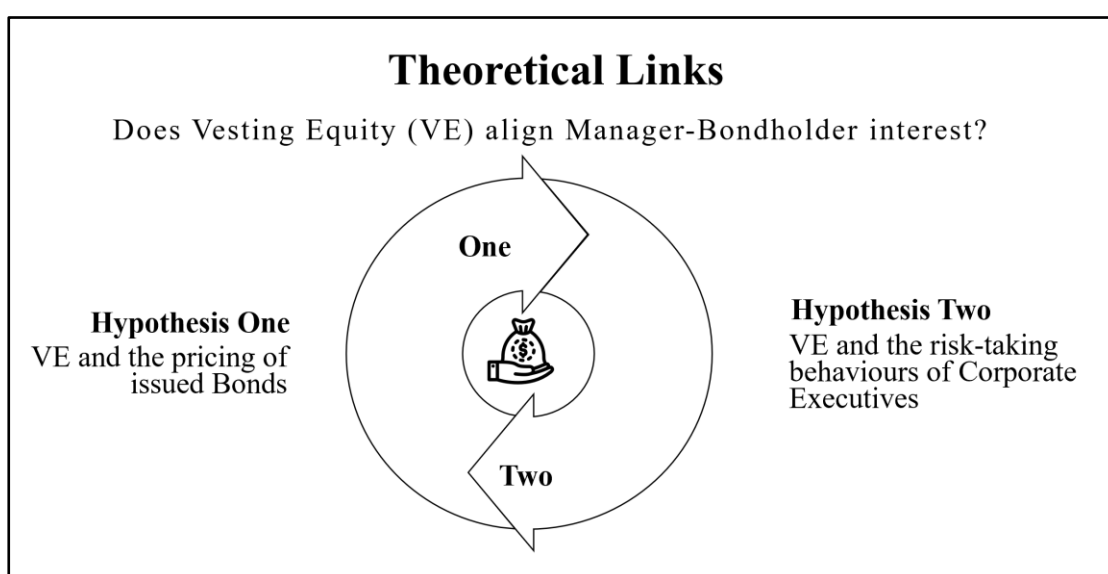 Theoretical Links
Does Vesting Equity (VE) align Manager-Bondholder interest?
One
Hypothesis One
VE and the pricing of
issued Bonds
$
Hypothesis Two
VE and the risk-taking
behaviours of Corporate
Executives
Two